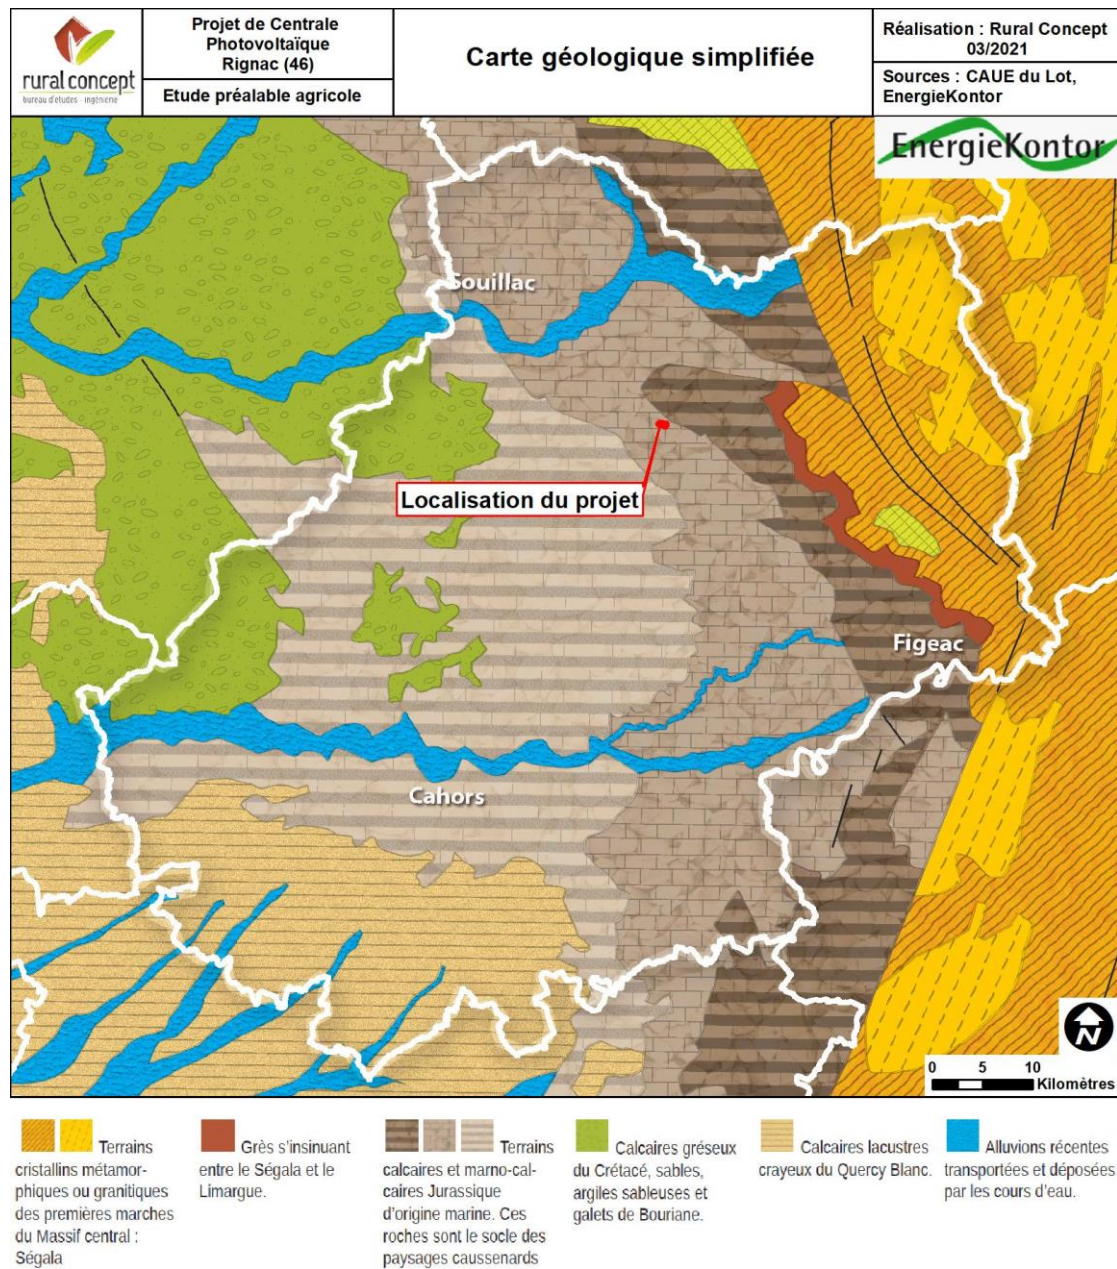 rural concept
bureau d'études - ingénierie
Projet de Centrale
Photovoltaïque
Rignac (46)
Etude préalable agricole
Carte géologique simplifiée
Réalisation : Rural Concept
03/2021
Sources : CAUE du Lot,
EnergieKontor
EnergieKontor
Souillac
Localisation du projet
Figeac
Cahors
N
0 5 10
Kilomètres
Terrains
cristallins métamor-
phiques ou granitiques
des premières marches
du Massif central :
Ségala
Grès s'insinuant
entre le Ségala et le
Limargue.
Terrains
calcaires et marno-cal-
caires Jurassique
d'origine marine. Ces
roches sont le socle des
paysages caussenards
Calcaires gréseux
du Crétacé, sables,
argiles sableuses et
galets de Bouriane.
Calcaires lacustres
crayeux du Quercy Blanc.
Alluvions récentes
transportées et déposées
par les cours d'eau.